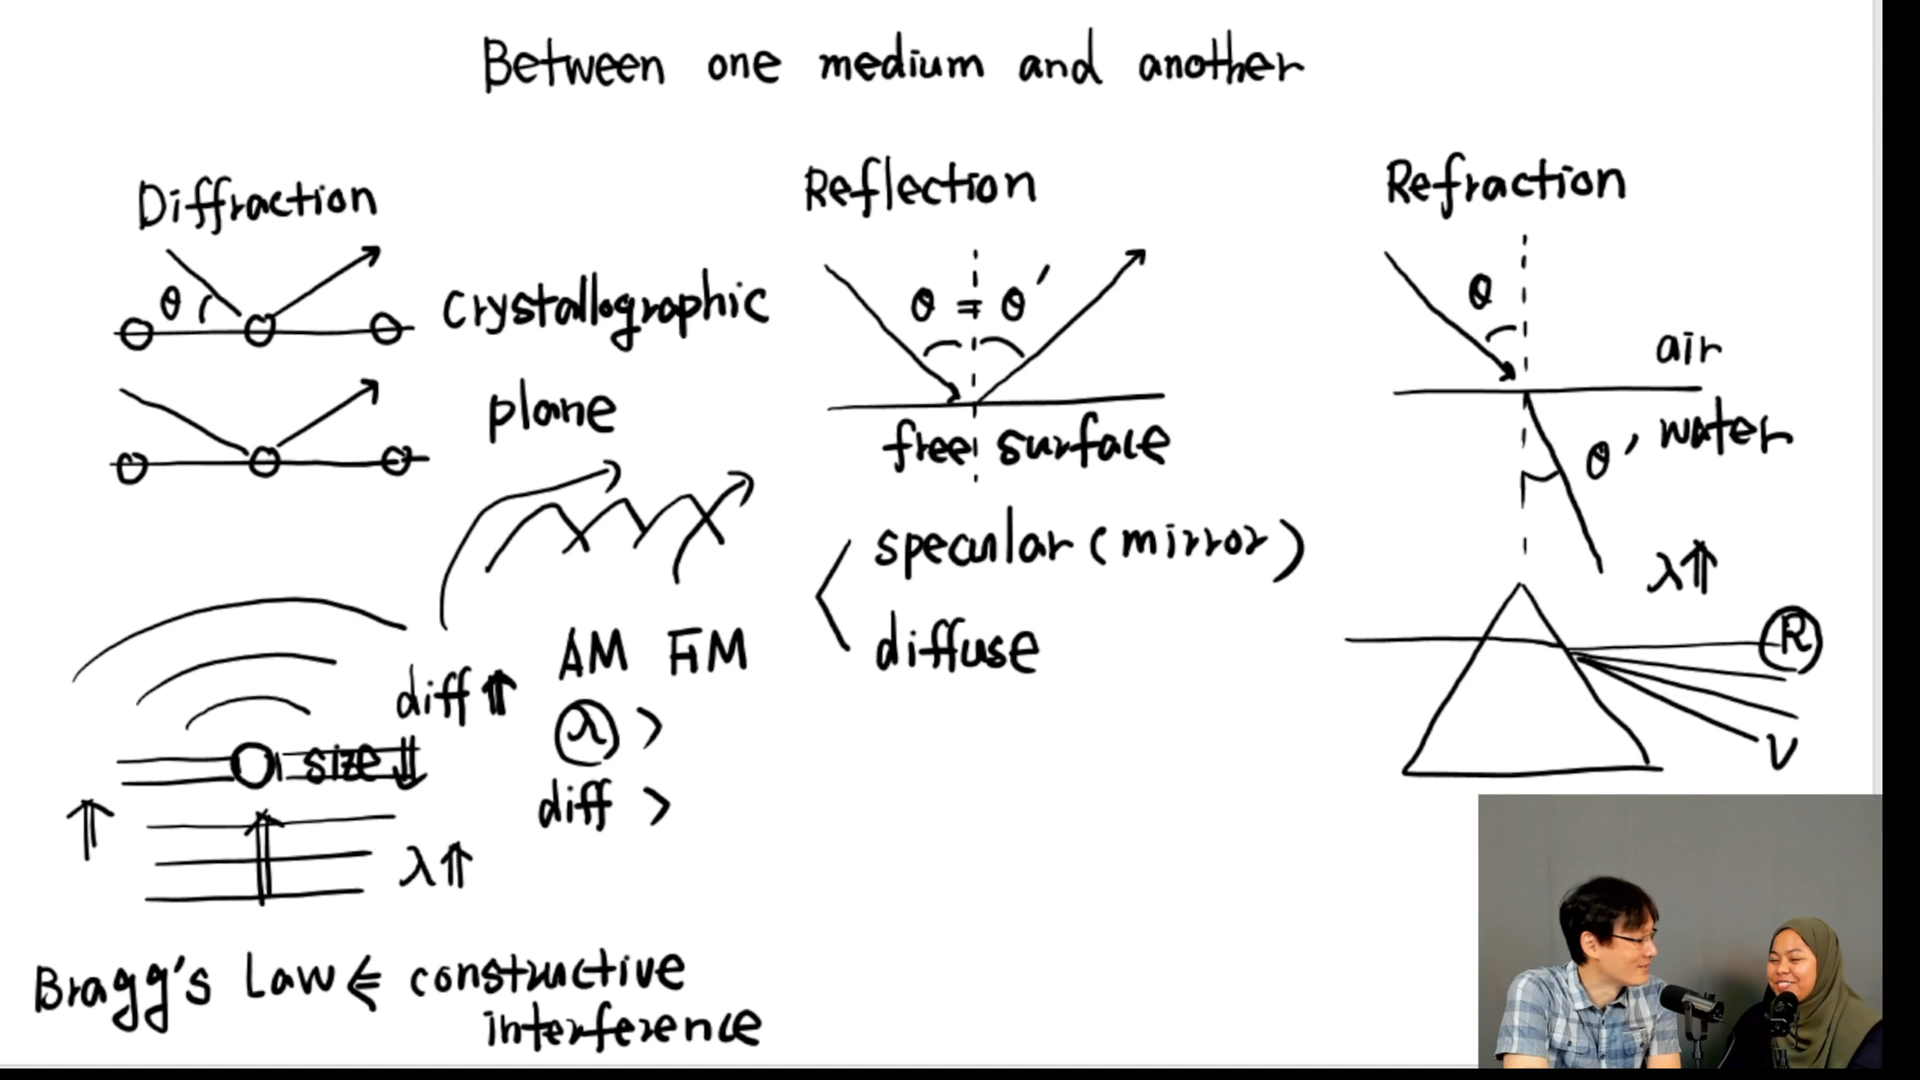 Between one medium and another
Diffraction
θ
crystallographic
plane
diff ⇑
size ⇓
λ⇑
AM FM
λ >
diff >
Bragg's Law ⇐ constructive
interference
Reflection
θ = θ'
free surface
specular (mirror)
diffuse
Refraction
θ
air
water
θ'
λ⇑
R
V